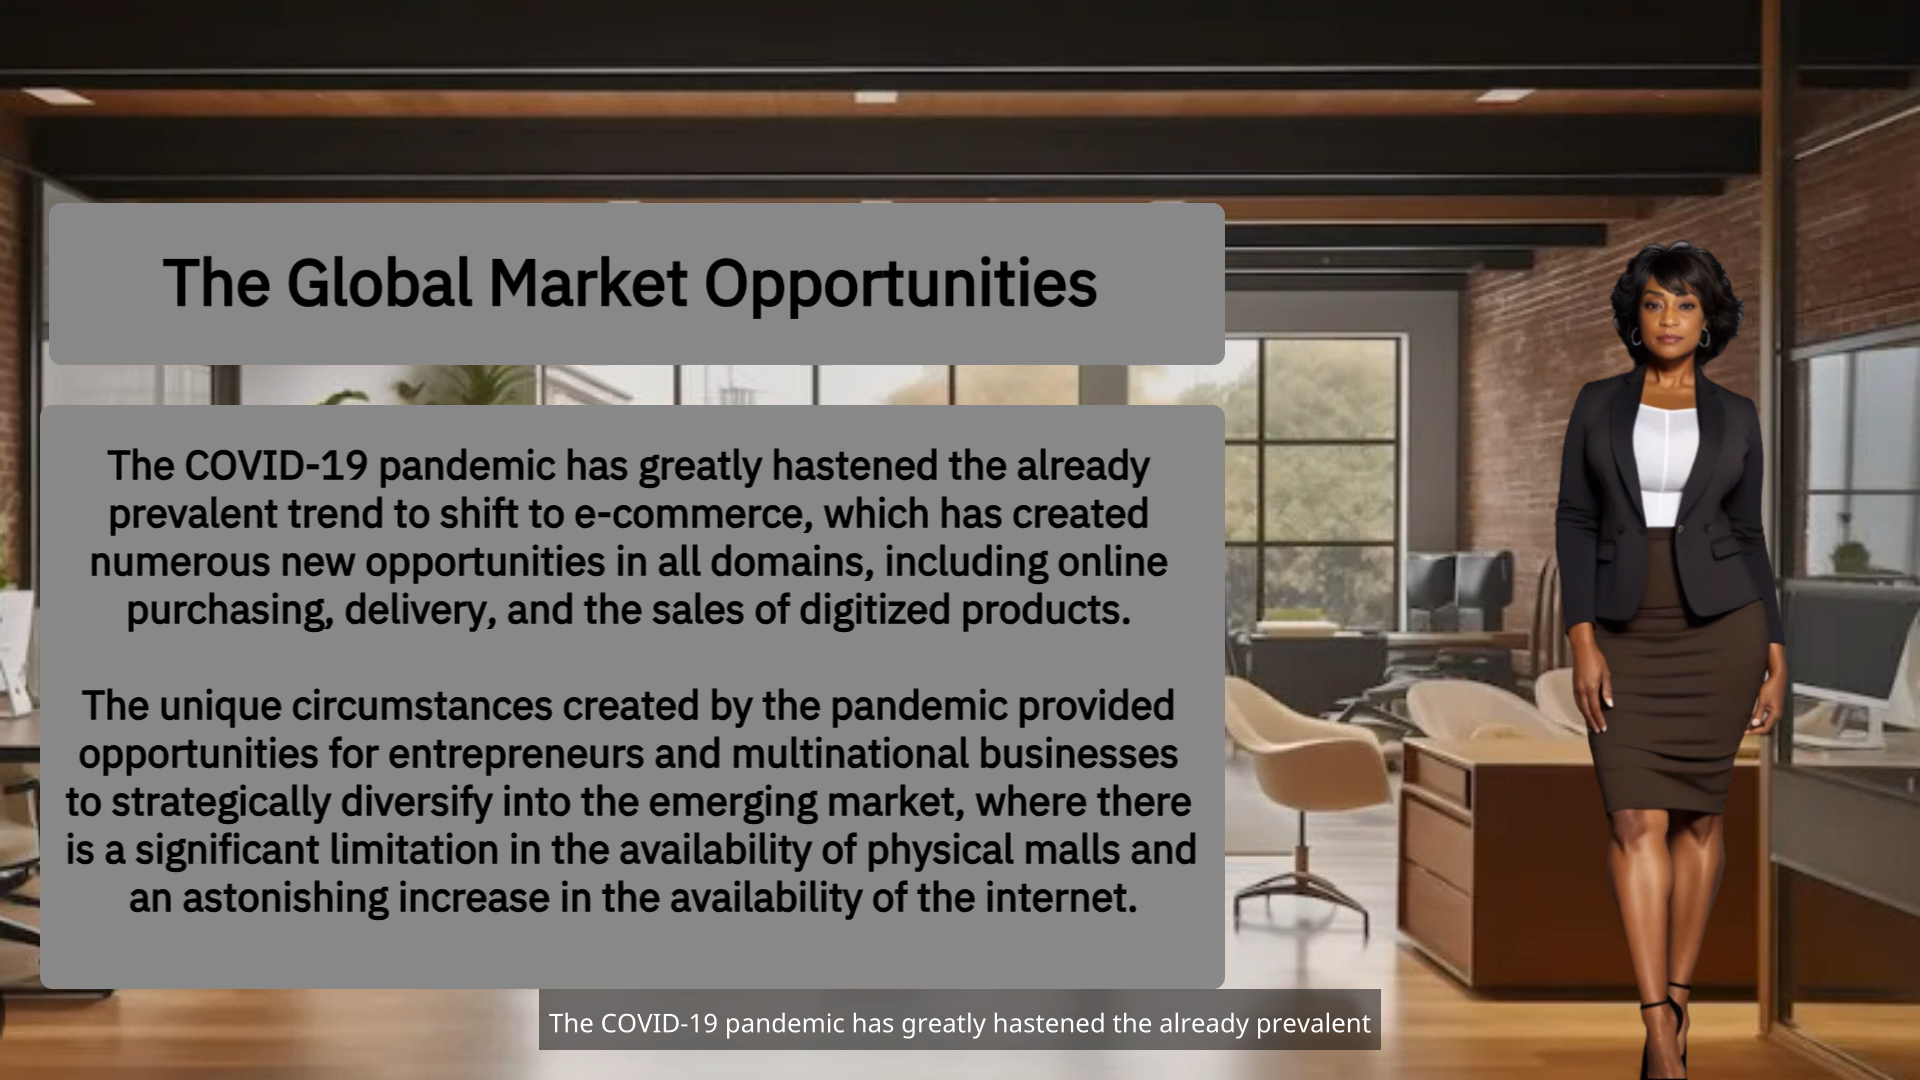 The Global Market Opportunities
The COVID-19 pandemic has greatly hastened the already
prevalent trend to shift to e-commerce, which has created
numerous new opportunities in all domains, including online
purchasing, delivery, and the sales of digitized products.
The unique circumstances created by the pandemic provided
opportunities for entrepreneurs and multinational businesses
to strategically diversify into the emerging market, where there
is a significant limitation in the availability of physical malls and
an astonishing increase in the availability of the internet.
The COVID-19 pandemic has greatly hastened the already prevalent